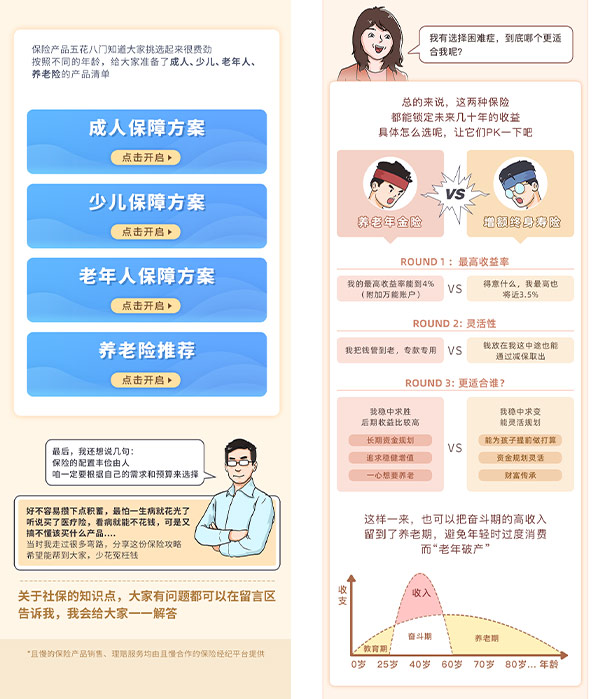 保险产品五花八门知道大家挑选起来很费劲
按照不同的年龄，给大家准备了成人、少儿、老年人、
养老险的产品清单
成人保障方案
点击开启
少儿保障方案
点击开启
老年人保障方案
点击开启
养老险推荐
点击开启
最后，我还想说几句：
保险的配置丰位由人
咱一定要根据自己的需求和预算来选择
好不容易攒下点积蓄，最怕一生病就花光了
听说买了医疗险，看病就能不花钱，可是又
搞不懂该买什么产品....
当时我走过很多弯路，分享这份保险攻略
希望能帮到大家，少花冤枉钱
关于社保的知识点，大家有问题都可以在留言区
告诉我，我会给大家一一解答
*且慢的保险产品销售、理赔服务均由且慢合作的保险经纪平台提供
我有选择困难症，到底哪个更适
合我呢？
总的来说，这两种保险
都能锁定未来几十年的收益
具体怎么选呢，让它们PK一下吧
养老年金险
VS
增额终身寿险
ROUND 1：最高收益率
我的最高收益率能到4%
（附加万能账户）
VS
得意什么，我最高也
将近3.5%
ROUND 2: 灵活性
我把钱管到老，专款专用
VS
我放在我这中途也能
通过减保取出
ROUND 3: 更适合谁？
我稳中求胜
后期收益比较高
长期资金规划
追求稳健增值
一心想要养老
VS
我稳中求变
能灵活规划
能为孩子提前做打算
资金规划灵活
财富传承
这样一来，也可以把奋斗期的高收入
留到了养老期，避免年轻时过度消费
而“老年破产”
收支
收入
教育期
奋斗期
养老期
0岁 25岁 40岁 60岁 70岁 80岁... 年龄